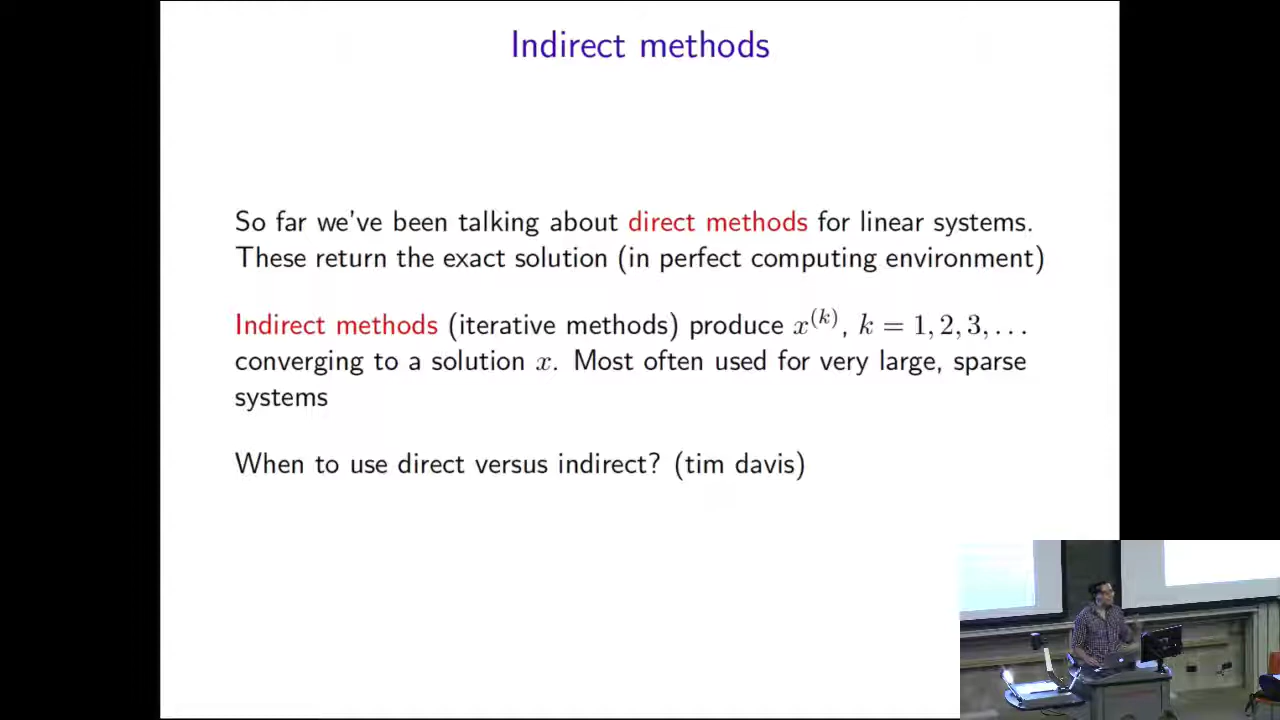 Indirect methods
So far we've been talking about direct methods for linear systems.
These return the exact solution (in perfect computing environment)
Indirect methods (iterative methods) produce x^(k), k = 1, 2, 3, . . .
converging to a solution x. Most often used for very large, sparse
systems
When to use direct versus indirect? (tim davis)